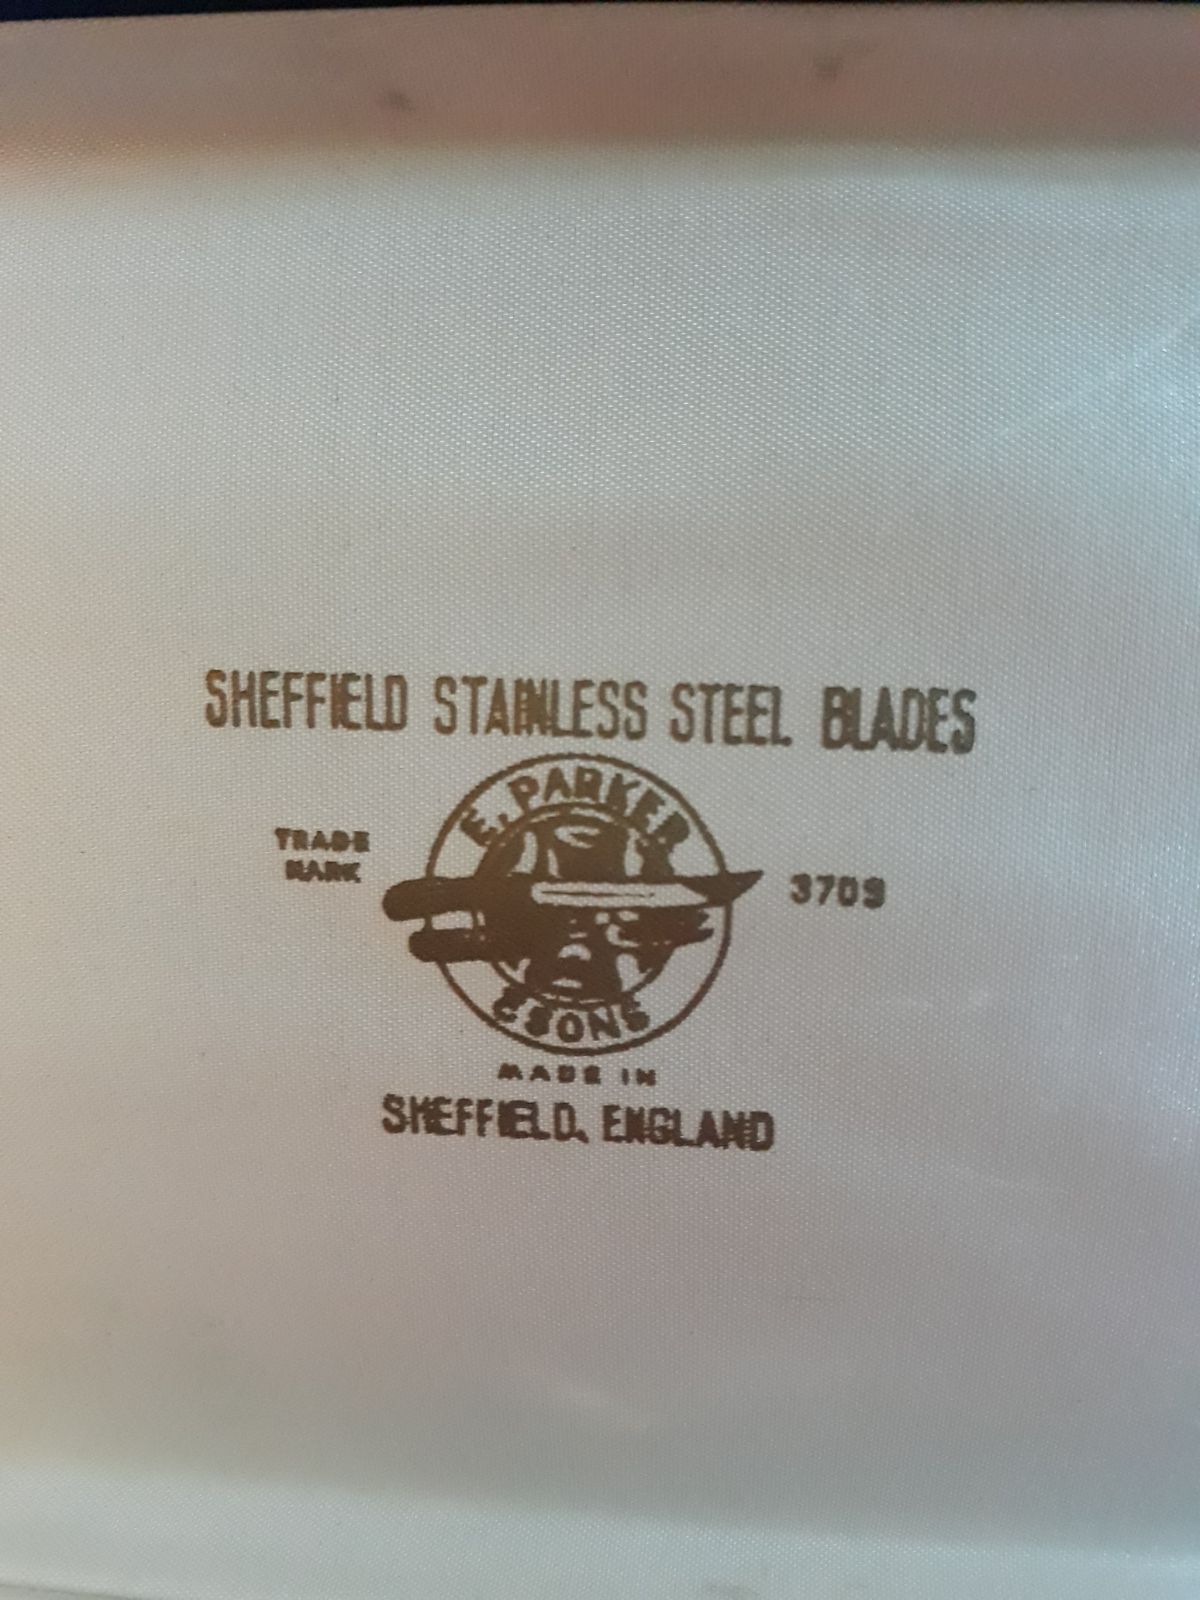 SHEFFIELD STAINLESS STEEL BLADES
E. PARKER
TRADE
MARK
3709
& SONS
MADE IN
SHEFFIELD, ENGLAND